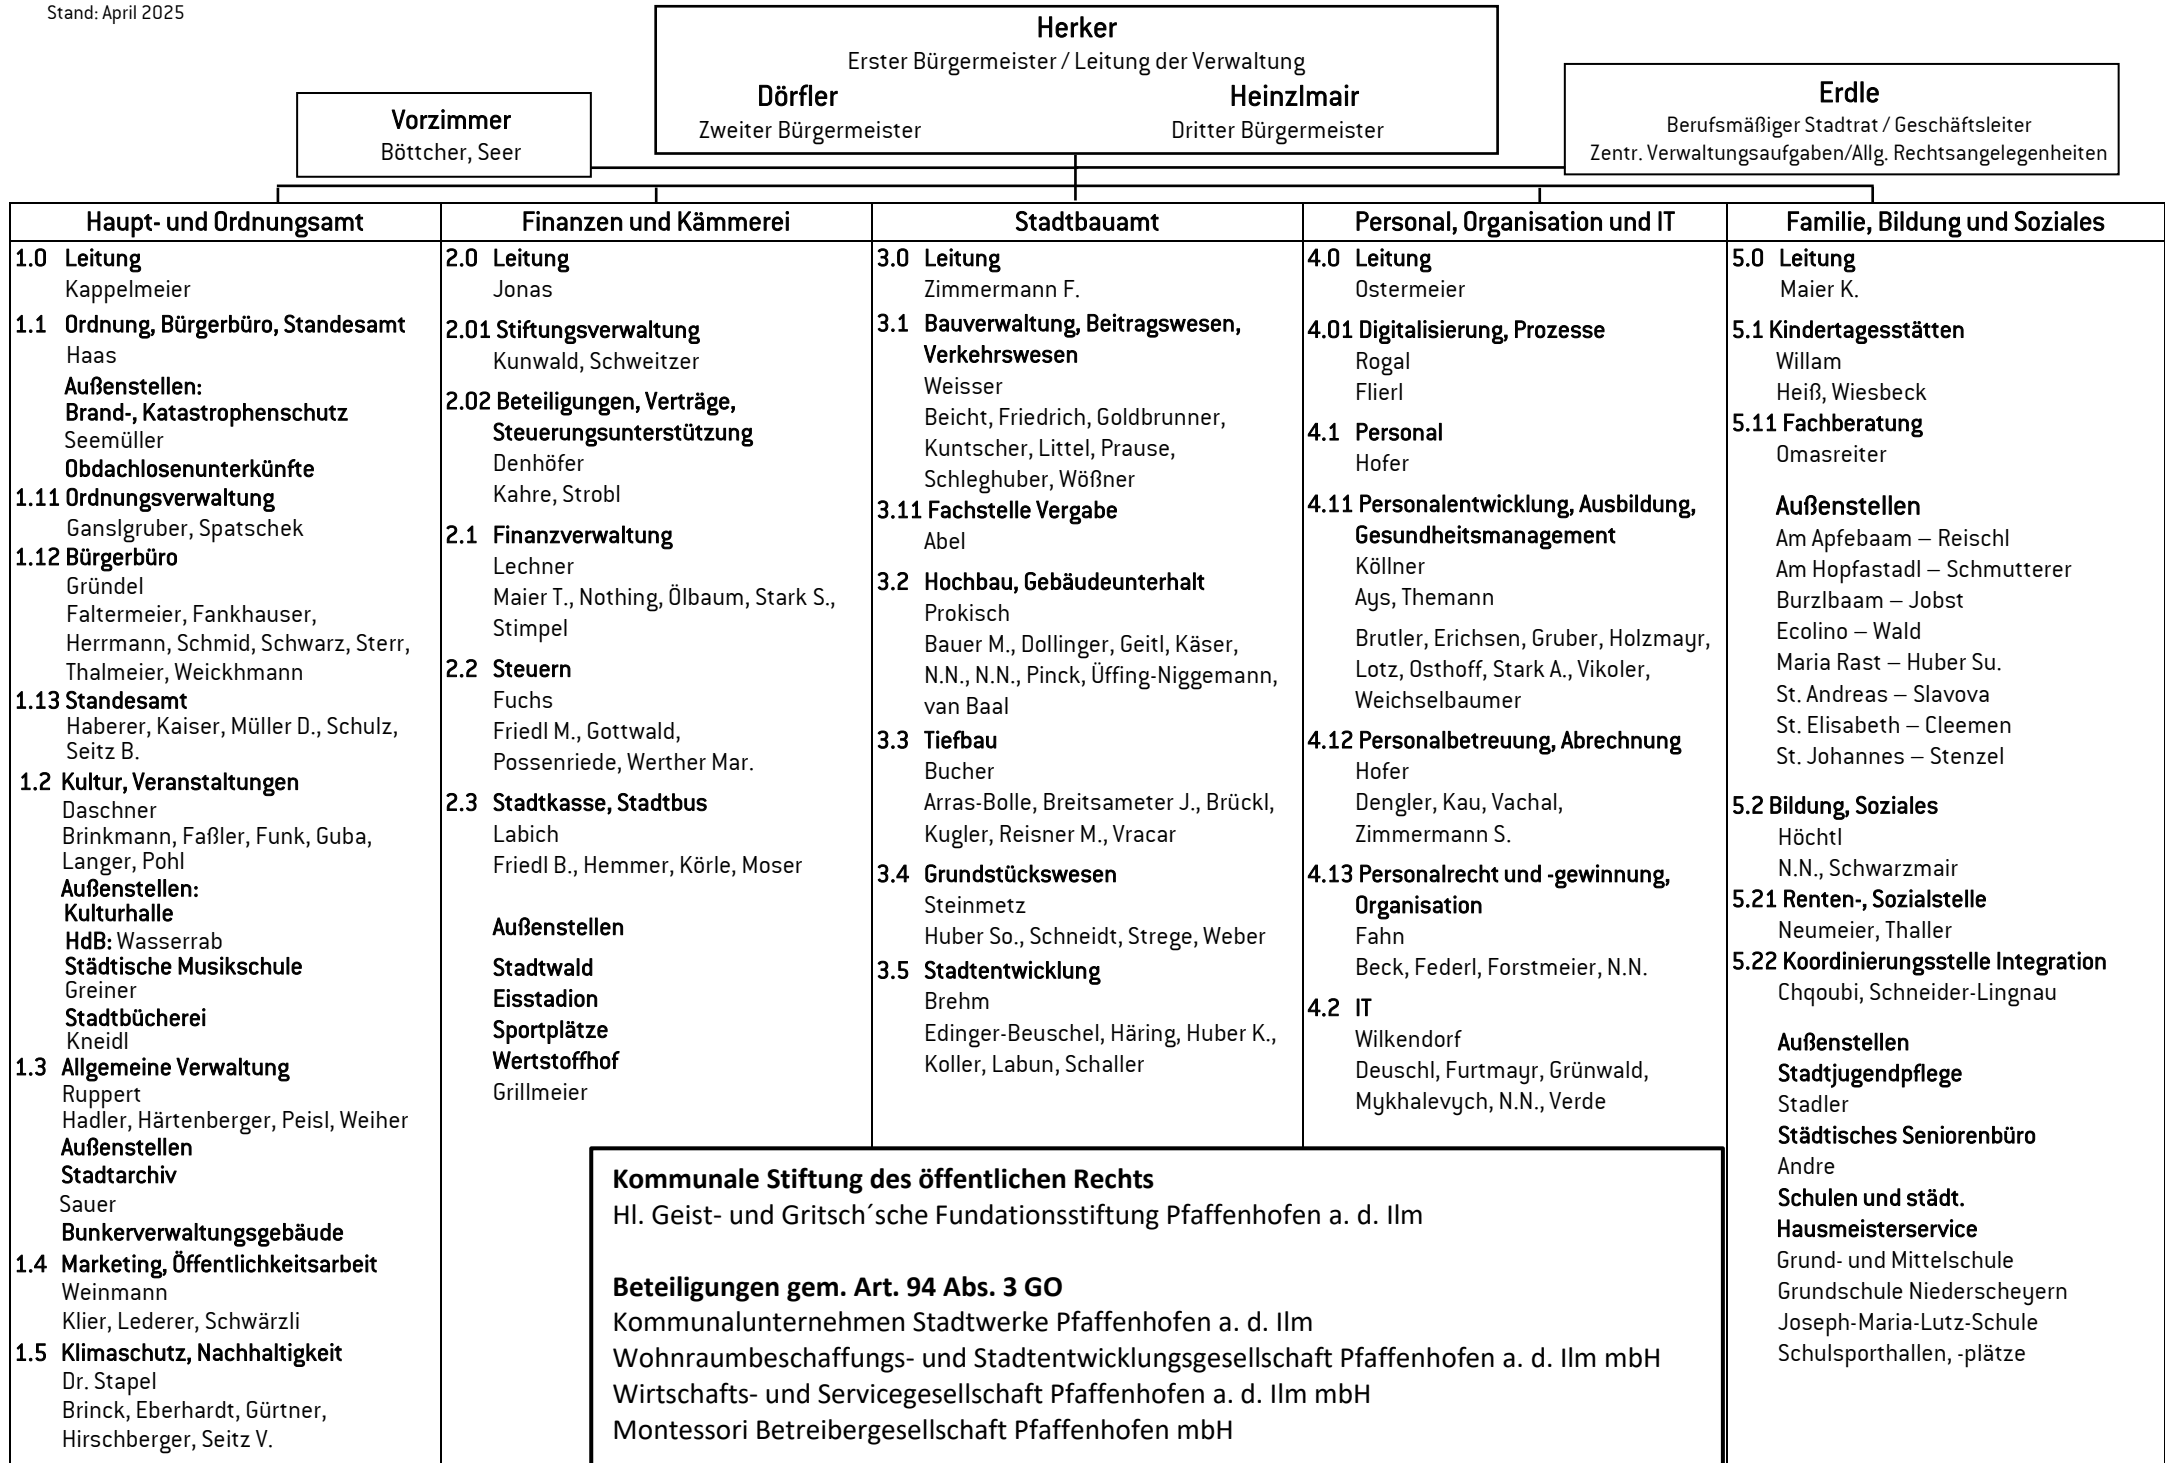 Stand: April 2025
Herker
Erster Bürgermeister / Leitung der Verwaltung
Dörfler
Zweiter Bürgermeister
Heinzlmair
Dritter Bürgermeister
Vorzimmer
Böttcher, Seer
Erdle
Berufsmäßiger Stadtrat / Geschäftsleiter
Zentr. Verwaltungsaufgaben/Allg. Rechtsangelegenheiten
Haupt- und Ordnungsamt
1.0 Leitung
Kappelmeier
1.1 Ordnung, Bürgerbüro, Standesamt
Haas
Außenstellen:
Brand-, Katastrophenschutz
Seemüller
Obdachlosenunterkünfte
1.11 Ordnungsverwaltung
Ganslgruber, Spatschek
1.12 Bürgerbüro
Gründel
Faltermeier, Fankhauser,
Herrmann, Schmid, Schwarz, Sterr,
Thalmeier, Weickhmann
1.13 Standesamt
Haberer, Kaiser, Müller D., Schulz,
Seitz B.
1.2 Kultur, Veranstaltungen
Daschner
Brinkmann, Faßler, Funk, Guba,
Langer, Pohl
Außenstellen:
Kulturhalle
HdB: Wasserrab
Städtische Musikschule
Greiner
Stadtbücherei
Kneidl
1.3 Allgemeine Verwaltung
Ruppert
Hadler, Härtenberger, Peisl, Weiher
Außenstellen
Stadtarchiv
Sauer
Bunkerverwaltungsgebäude
1.4 Marketing, Öffentlichkeitsarbeit
Weinmann
Klier, Lederer, Schwärzli
1.5 Klimaschutz, Nachhaltigkeit
Dr. Stapel
Brinck, Eberhardt, Gürtner,
Hirschberger, Seitz V.
Finanzen und Kämmerei
2.0 Leitung
Jonas
2.01 Stiftungsverwaltung
Kunwald, Schweitzer
2.02 Beteiligungen, Verträge,
Steuerungsunterstützung
Denhöfer
Kahre, Strobl
2.1 Finanzverwaltung
Lechner
Maier T., Nothing, Ölbaum, Stark S.,
Stimpel
2.2 Steuern
Fuchs
Friedl M., Gottwald,
Possenriede, Werther Mar.
2.3 Stadtkasse, Stadtbus
Labich
Friedl B., Hemmer, Körle, Moser
Außenstellen
Stadtwald
Eisstadion
Sportplätze
Wertstoffhof
Grillmeier
Stadtbauamt
3.0 Leitung
Zimmermann F.
3.1 Bauverwaltung, Beitragswesen,
Verkehrswesen
Weisser
Beicht, Friedrich, Goldbrunner,
Kuntscher, Littel, Prause,
Schleghuber, Wößner
3.11 Fachstelle Vergabe
Abel
3.2 Hochbau, Gebäudeunterhalt
Prokisch
Bauer M., Dollinger, Geitl, Käser,
N.N., N.N., Pinck, Üffing-Niggemann,
van Baal
3.3 Tiefbau
Bucher
Arras-Bolle, Breitsameter J., Brückl,
Kugler, Reisner M., Vracar
3.4 Grundstückswesen
Steinmetz
Huber So., Schneidt, Strege, Weber
3.5 Stadtentwicklung
Brehm
Edinger-Beuschel, Häring, Huber K.,
Koller, Labun, Schaller
Personal, Organisation und IT
4.0 Leitung
Ostermeier
4.01 Digitalisierung, Prozesse
Rogal
Flierl
4.1 Personal
Hofer
4.11 Personalentwicklung, Ausbildung,
Gesundheitsmanagement
Köllner
Ays, Themann
Brutler, Erichsen, Gruber, Holzmayr,
Lotz, Osthoff, Stark A., Vikoler,
Weichselbaumer
4.12 Personalbetreuung, Abrechnung
Hofer
Dengler, Kau, Vachal,
Zimmermann S.
4.13 Personalrecht und -gewinnung,
Organisation
Fahn
Beck, Federl, Forstmeier, N.N.
4.2 IT
Wilkendorf
Deuschl, Furtmayr, Grünwald,
Mykhalevych, N.N., Verde
Familie, Bildung und Soziales
5.0 Leitung
Maier K.
5.1 Kindertagesstätten
Willam
Heiß, Wiesbeck
5.11 Fachberatung
Omasreiter
Außenstellen
Am Apfebaam – Reischl
Am Hopfastadl – Schmutterer
Burzlbaam – Jobst
Ecolino – Wald
Maria Rast – Huber Su.
St. Andreas – Slavova
St. Elisabeth – Cleemen
St. Johannes – Stenzel
5.2 Bildung, Soziales
Höchtl
N.N., Schwarzmair
5.21 Renten-, Sozialstelle
Neumeier, Thaller
5.22 Koordinierungsstelle Integration
Chqoubi, Schneider-Lingnau
Außenstellen
Stadtjugendpflege
Stadler
Städtisches Seniorenbüro
Andre
Schulen und städt.
Hausmeisterservice
Grund- und Mittelschule
Grundschule Niederscheyern
Joseph-Maria-Lutz-Schule
Schulsporthallen, -plätze
Kommunale Stiftung des öffentlichen Rechts
Hl. Geist- und Gritsch´sche Fundationsstiftung Pfaffenhofen a. d. Ilm
Beteiligungen gem. Art. 94 Abs. 3 GO
Kommunalunternehmen Stadtwerke Pfaffenhofen a. d. Ilm
Wohnraumbeschaffungs- und Stadtentwicklungsgesellschaft Pfaffenhofen a. d. Ilm mbH
Wirtschafts- und Servicegesellschaft Pfaffenhofen a. d. Ilm mbH
Montessori Betreibergesellschaft Pfaffenhofen mbH